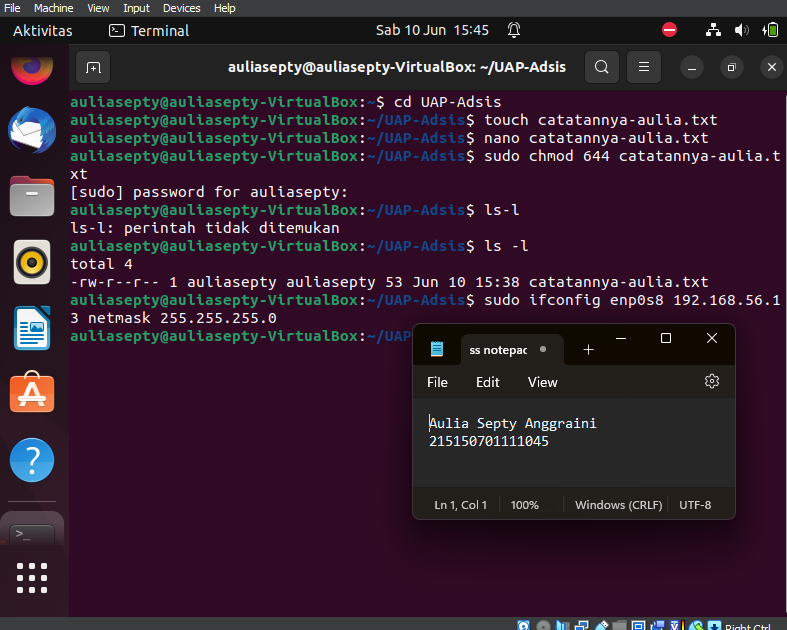 File Machine View Input Devices Help
Aktivitas Terminal Sab 10 Jun 15:45
auliasepty@auliasepty-VirtualBox: ~/UAP-Adsis
auliasepty@auliasepty-VirtualBox:~$ cd UAP-Adsis
auliasepty@auliasepty-VirtualBox:~/UAP-Adsis$ touch catatannya-aulia.txt
auliasepty@auliasepty-VirtualBox:~/UAP-Adsis$ nano catatannya-aulia.txt
auliasepty@auliasepty-VirtualBox:~/UAP-Adsis$ sudo chmod 644 catatannya-aulia.t
xt
[sudo] password for auliasepty:
auliasepty@auliasepty-VirtualBox:~/UAP-Adsis$ ls-l
ls-l: perintah tidak ditemukan
auliasepty@auliasepty-VirtualBox:~/UAP-Adsis$ ls -l
total 4
-rw-r--r-- 1 auliasepty auliasepty 53 Jun 10 15:38 catatannya-aulia.txt
auliasepty@auliasepty-VirtualBox:~/UAP-Adsis$ sudo ifconfig enp0s8 192.168.56.1
3 netmask 255.255.255.0
auliasepty@auliasepty-VirtualBox:~/UAP
ss notepac
File Edit View
Aulia Septy Anggraini
215150701111045
Ln 1, Col 1 100% Windows (CRLF) UTF-8
Right Ctrl